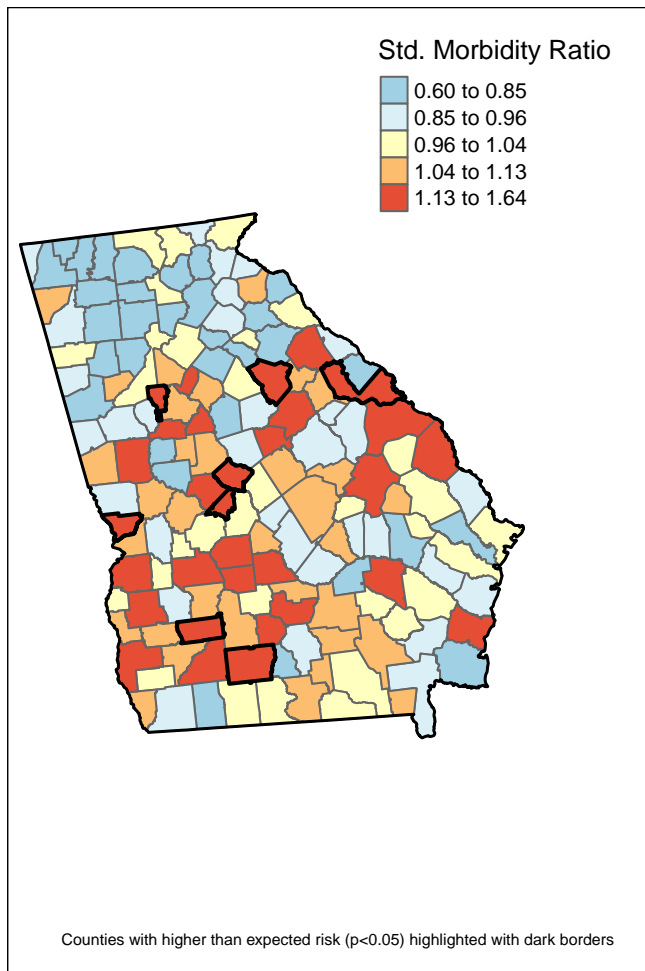 Std. Morbidity Ratio
0.60 to 0.85
0.85 to 0.96
0.96 to 1.04
1.04 to 1.13
1.13 to 1.64
Counties with higher than expected risk (p<0.05) highlighted with dark borders